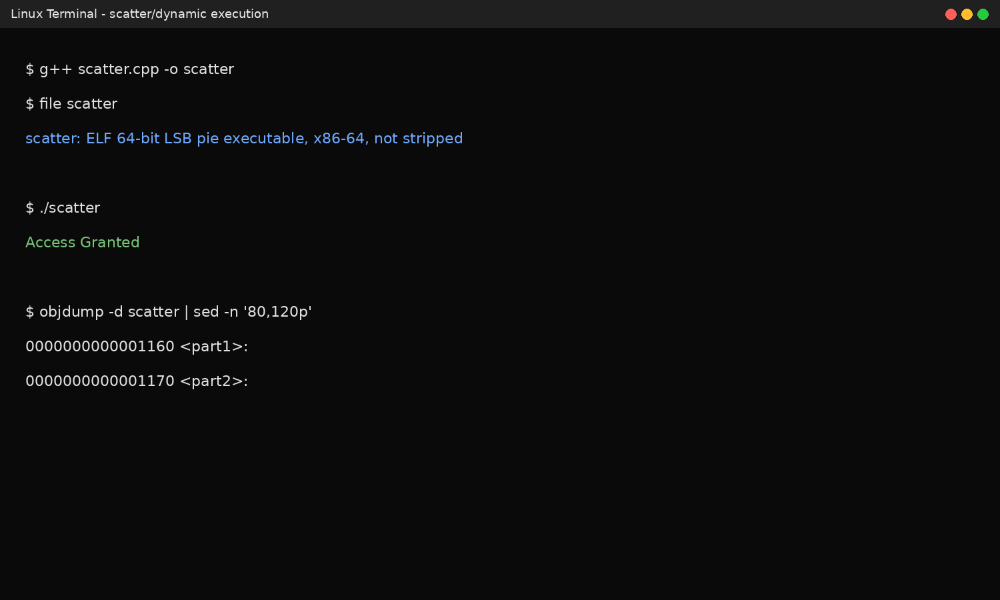 Linux Terminal - scatter/dynamic execution
$ g++ scatter.cpp -o scatter
$ file scatter
scatter: ELF 64-bit LSB pie executable, x86-64, not stripped
$ ./scatter
Access Granted
$ objdump -d scatter | sed -n '80,120p'
0000000000001160 <part1>:
0000000000001170 <part2>: